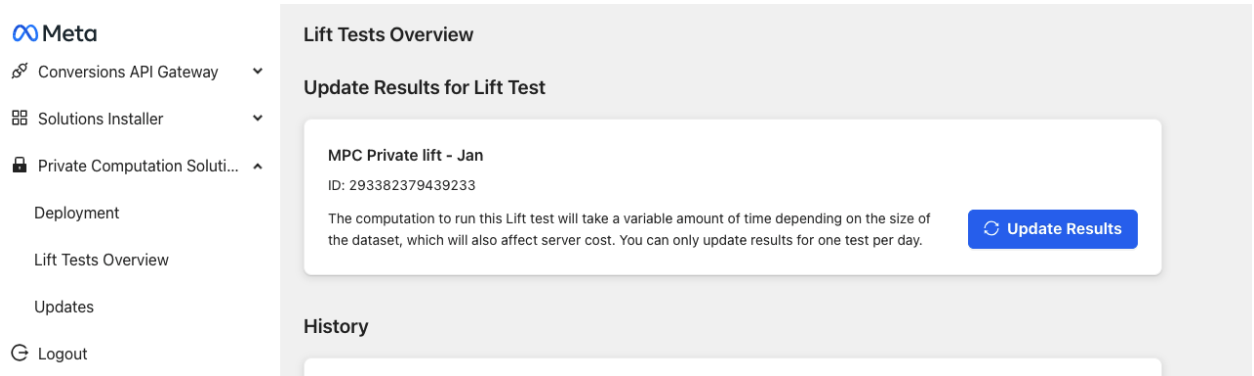 Meta
Conversions API Gateway
Solutions Installer
Private Computation Soluti...
Deployment
Lift Tests Overview
Updates
Logout
Lift Tests Overview
Update Results for Lift Test
MPC Private lift - Jan
ID: 293382379439233
The computation to run this Lift test will take a variable amount of time depending on the size of
the dataset, which will also affect server cost. You can only update results for one test per day.
Update Results
History